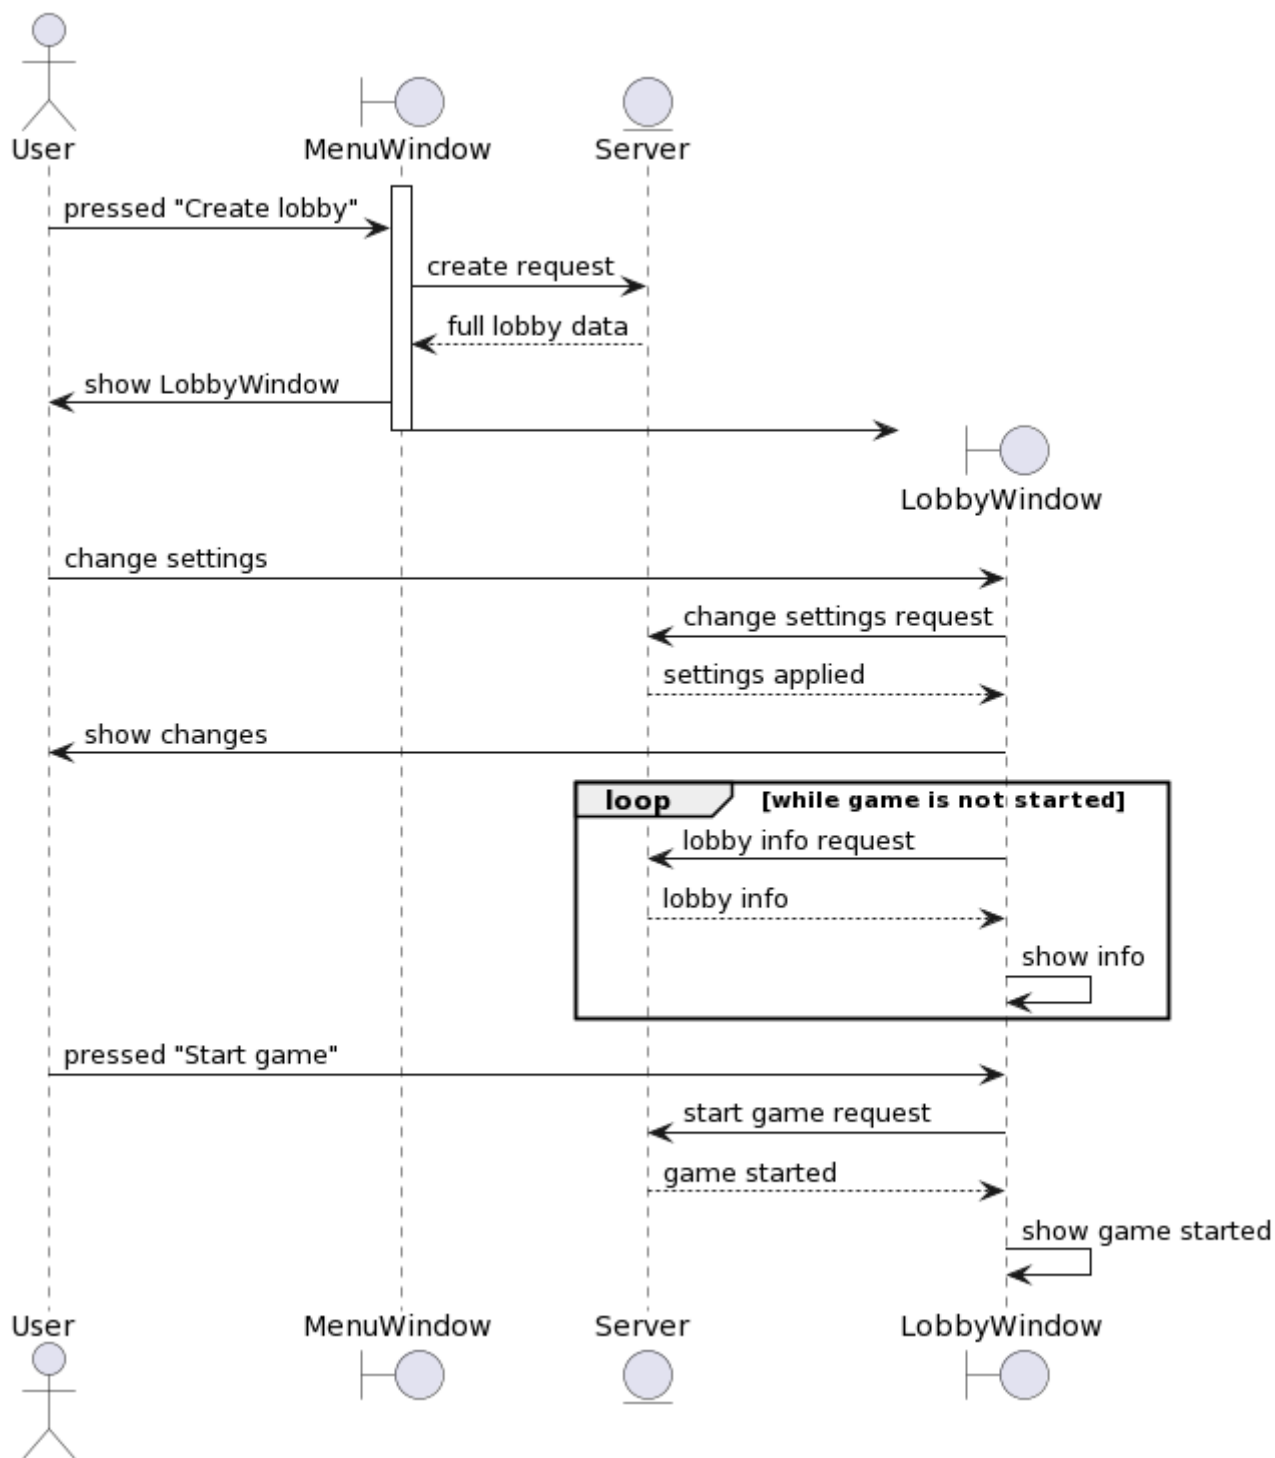 User
MenuWindow
Server
pressed "Create lobby"
create request
full lobby data
show LobbyWindow
LobbyWindow
change settings
change settings request
settings applied
show changes
loop [while game is not started]
lobby info request
lobby info
show info
pressed "Start game"
start game request
game started
show game started
User
MenuWindow
Server
LobbyWindow